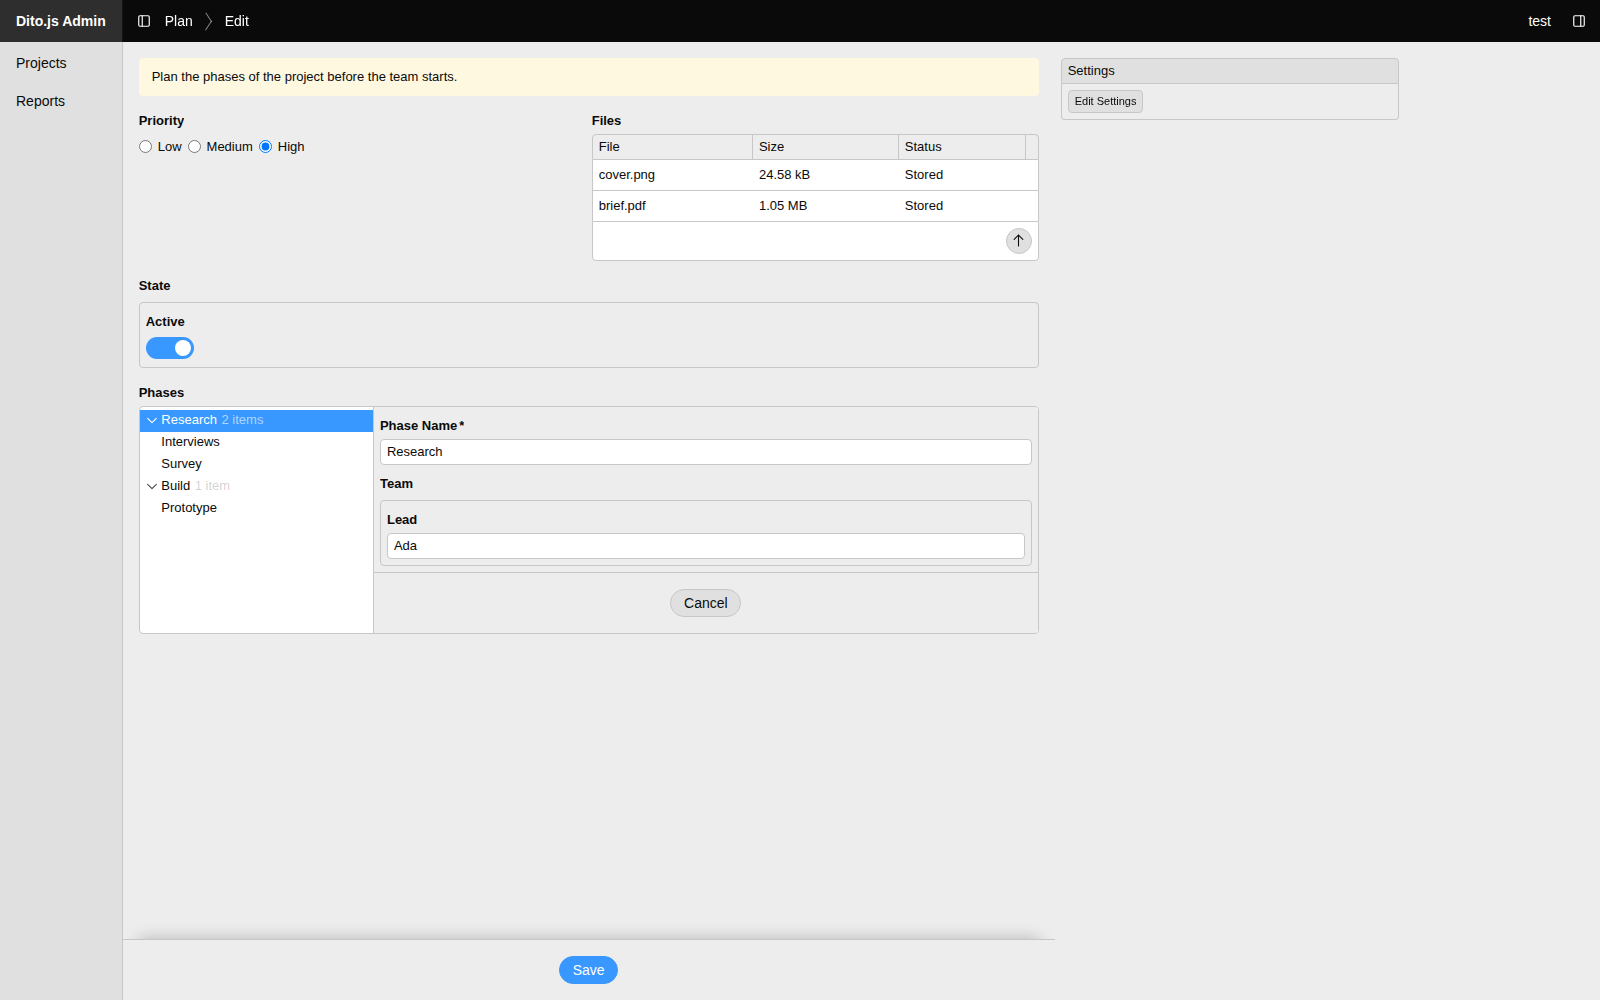 Dito.js Admin
Plan
Edit
test
Projects
Reports
Plan the phases of the project before the team starts.
Priority
Low
Medium
High
Files
File
Size
Status
cover.png
24.58 kB
Stored
brief.pdf
1.05 MB
Stored
State
Active
Phases
Research 2 items
Interviews
Survey
Build 1 item
Prototype
Phase Name *
Research
Team
Lead
Ada
Cancel
Save
Settings
Edit Settings